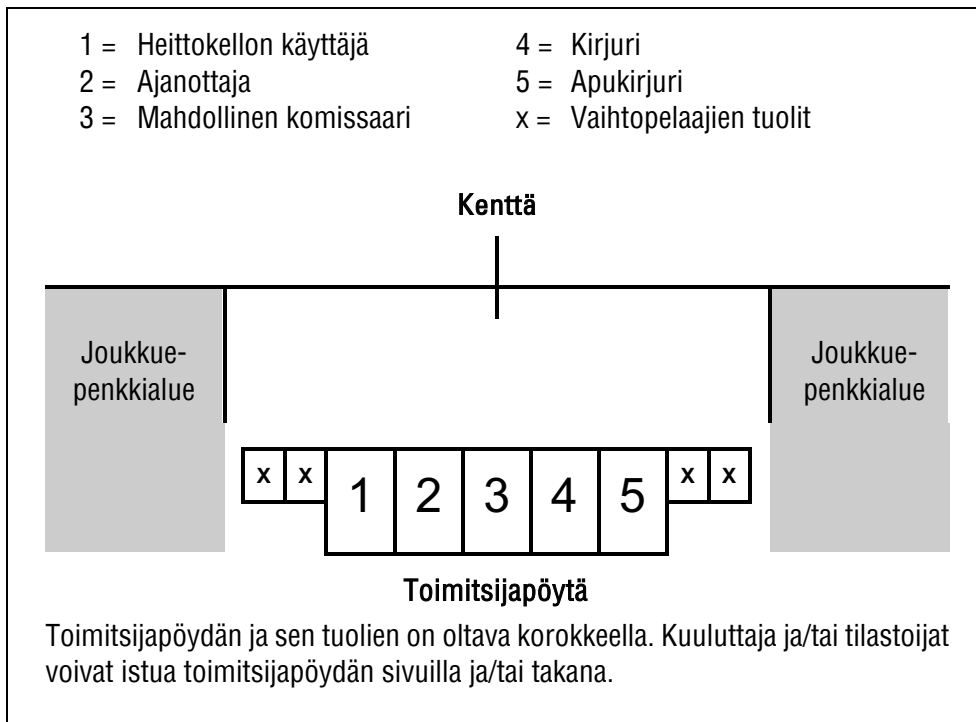 1 = Heittokellon käyttäjä
2 = Ajanottaja
3 = Mahdollinen komissaari
4 = Kirjuri
5 = Apukirjuri
x = Vaihtopelaajien tuolit
Kenttä
Joukkue-
penkkialue
Joukkue-
penkkialue
x x 1 2 3 4 5 x x
Toimitsijapöytä
Toimitsijapöydän ja sen tuolien on oltava korokkeella. Kuuluttaja ja/tai tilastoijat
voivat istua toimitsijapöydän sivuilla ja/tai takana.